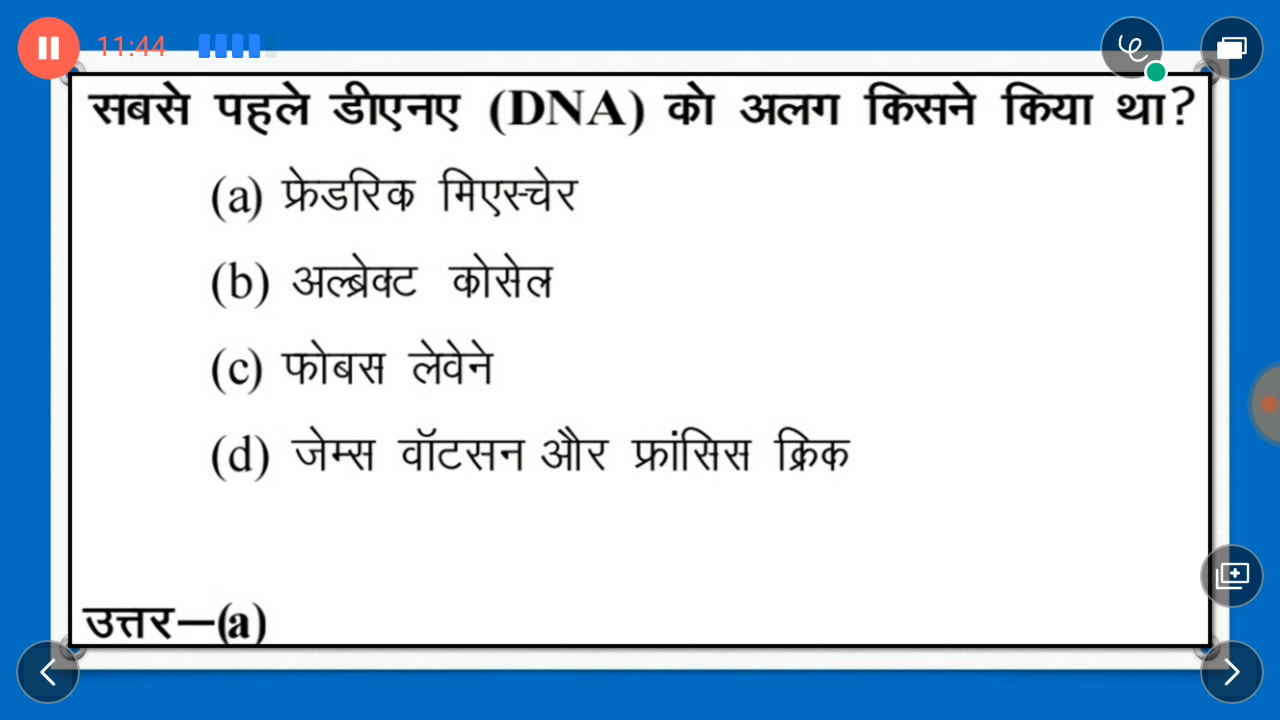 11:44
सबसे पहले डीएनए (DNA) को अलग किसने किया था?
(a) फ्रेडरिक मिएस्चेर
(b) अल्ब्रेक्ट कोसेल
(c) फोबस लेवेने
(d) जेम्स वॉटसन और फ्रांसिस क्रिक
उत्तर–(a)